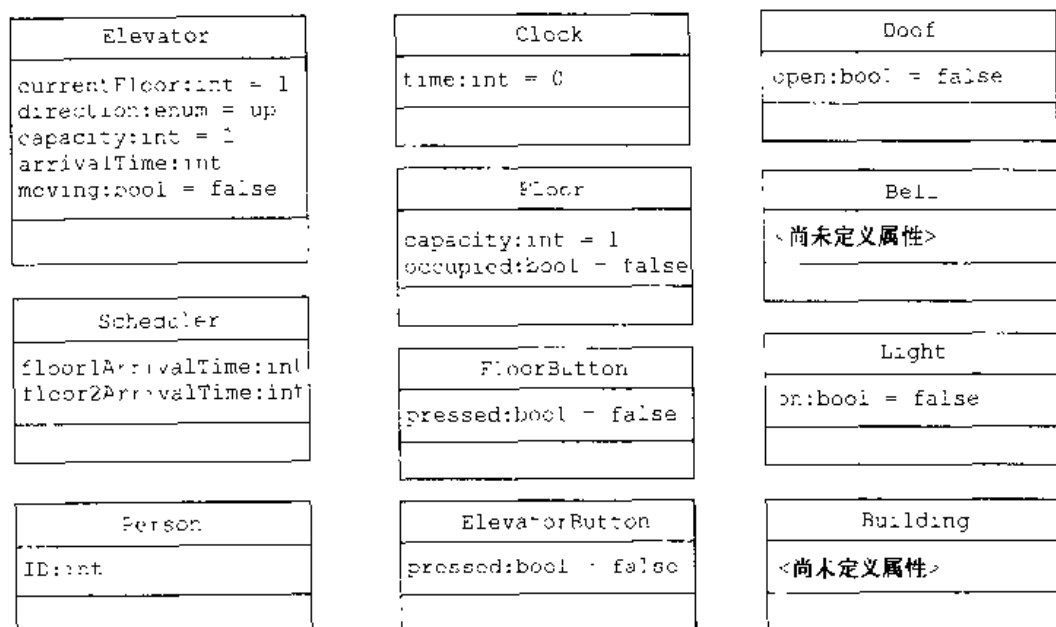 Elevator
currentFloor:int = 1
direction:enum = up
capacity:int = 1
arrivalTime:int
moving:bool = false
Scheduler
floor1ArrivalTime:int
floor2ArrivalTime:int
Person
ID:int
Clock
time:int = 0
Floor
capacity:int = 1
occupied:bool = false
FloorButton
pressed:bool = false
ElevatorButton
pressed:bool = false
Door
open:bool = false
Bell
<尚未定义属性>
Light
on:bool = false
Building
<尚未定义属性>